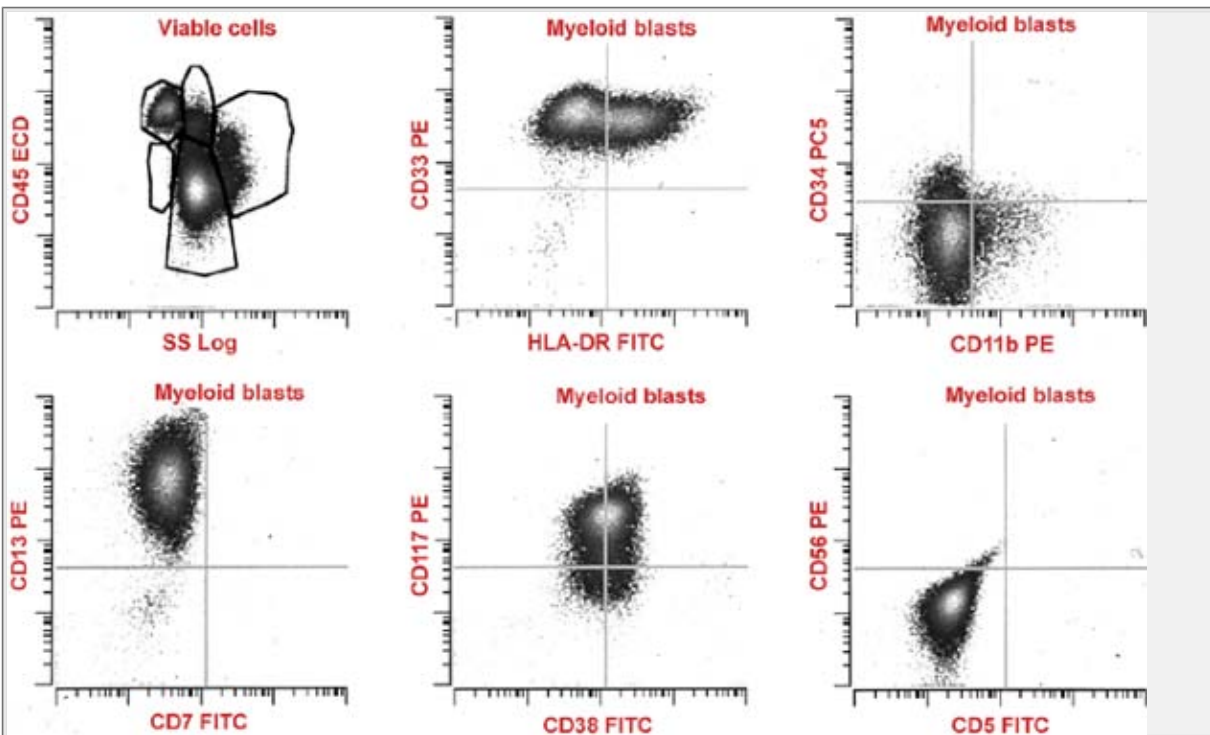 Viable cells
CD45 ECD
SS Log
Myeloid blasts
CD33 PE
HLA-DR FITC
Myeloid blasts
CD34 PC5
CD11b PE
Myeloid blasts
CD13 PE
CD7 FITC
Myeloid blasts
CD117 PE
CD38 FITC
Myeloid blasts
CD56 PE
CD5 FITC